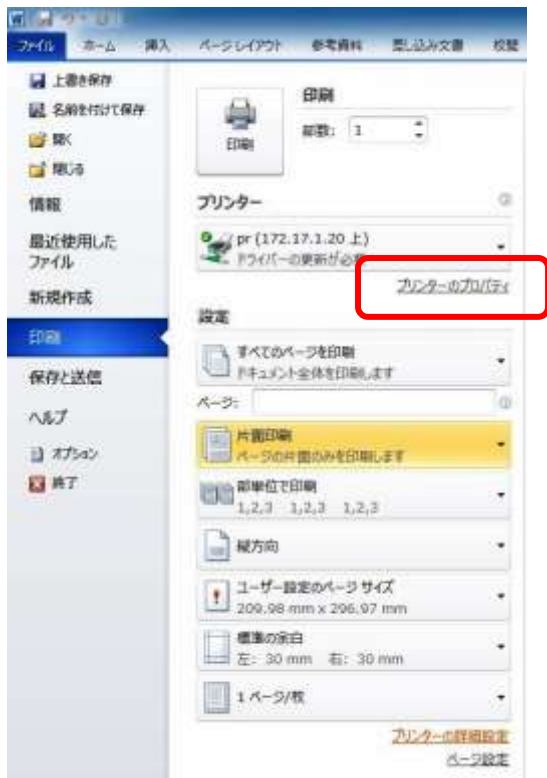 ファイル ホーム 挿入 ページ レイアウト 参考資料 差し込み文書 校閲
上書き保存
名前を付けて保存
開く
閉じる
情報
最近使用した
ファイル
新規作成
印刷
保存と送信
ヘルプ
オプション
終了
印刷
印刷
部数: 1
プリンター
pr (172.17.1.20 上)
ドライバーの更新が必要
プリンターのプロパティ
設定
すべてのページを印刷
ドキュメント全体を印刷します
ページ:
片面印刷
ページの片面のみを印刷します
部単位で印刷
1,2,3 1,2,3 1,2,3
縦方向
ユーザー設定のページ サイズ
209.98 mm x 296.97 mm
標準の余白
左: 30 mm 右: 30 mm
1 ページ/枚
プリンターの詳細設定
ページ設定